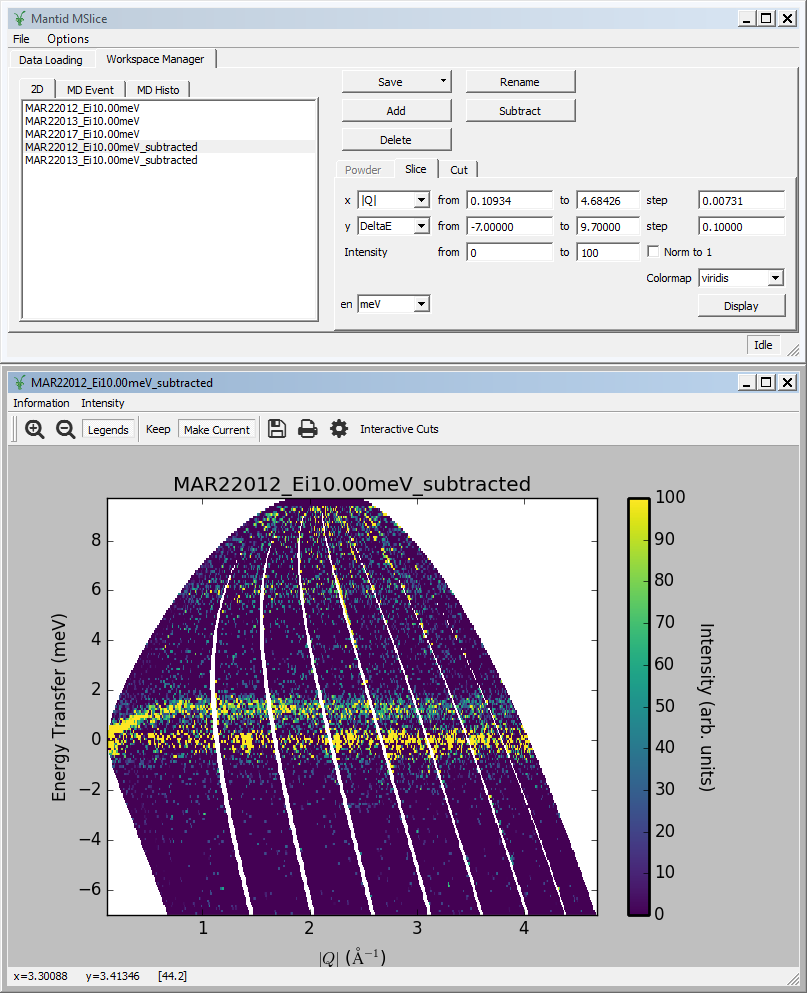 Mantid MSlice
File Options
Data Loading Workspace Manager
2D MD Event MD Histo
MAR22012_Ei10.00meV
MAR22013_Ei10.00meV
MAR22017_Ei10.00meV
MAR22012_Ei10.00meV_subtracted
MAR22013_Ei10.00meV_subtracted
Save Rename
Add Subtract
Delete
Powder Slice Cut
x |Q| from 0.10934 to 4.68426 step 0.00731
y DeltaE from -7.00000 to 9.70000 step 0.10000
Intensity from 0 to 100 Norm to 1
Colormap viridis
en meV Display
Idle
MAR22012_Ei10.00meV_subtracted
Information Intensity
Legends Keep Make Current Interactive Cuts
MAR22012_Ei10.00meV_subtracted
Energy Transfer (meV)
8
6
4
2
0
−2
−4
−6
1 2 3 4
|Q| (Å⁻¹)
100
90
80
70
60
50
40
30
20
10
0
Intensity (arb. units)
x=3.30088 y=3.41346 [44.2]